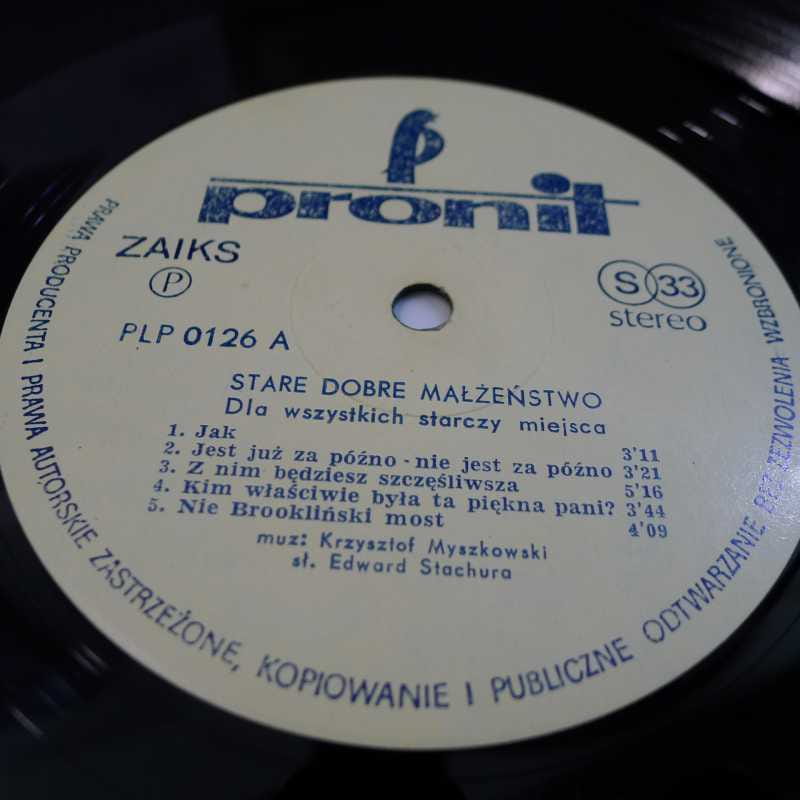 pronit
ZAIKS
P
S 33
stereo
PLP 0126 A
STARE DOBRE MAŁŻEŃSTWO
Dla wszystkich starczy miejsca
1. Jak 3'11
2. Jest już za późno - nie jest za późno 3'21
3. Z nim będziesz szczęśliwsza 5'16
4. Kim właściwie była ta piękna pani? 3'44
5. Nie Brookliński most 4'09
muz: Krzysztof Myszkowski
sł. Edward Stachura
PRAWA PRODUCENTA I PRAWA AUTORSKIE ZASTRZEŻONE, KOPIOWANIE I PUBLICZNE ODTWARZANIE BEZ ZEZWOLENIA WZBRONIONE